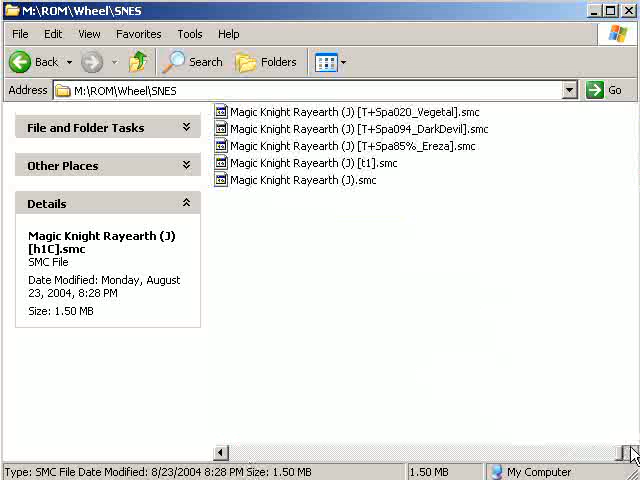 M:\ROM\Wheel\SNES
File Edit View Favorites Tools Help
Back Search Folders
Address M:\ROM\Wheel\SNES Go
File and Folder Tasks
Other Places
Details
Magic Knight Rayearth (J)
[h1C].smc
SMC File
Date Modified: Monday, August
23, 2004, 8:28 PM
Size: 1.50 MB
Magic Knight Rayearth (J) [T+Spa020_Vegetal].smc
Magic Knight Rayearth (J) [T+Spa094_DarkDevil].smc
Magic Knight Rayearth (J) [T+Spa85%_Ereza].smc
Magic Knight Rayearth (J) [t1].smc
Magic Knight Rayearth (J).smc
Type: SMC File Date Modified: 8/23/2004 8:28 PM Size: 1.50 MB 1.50 MB My Computer